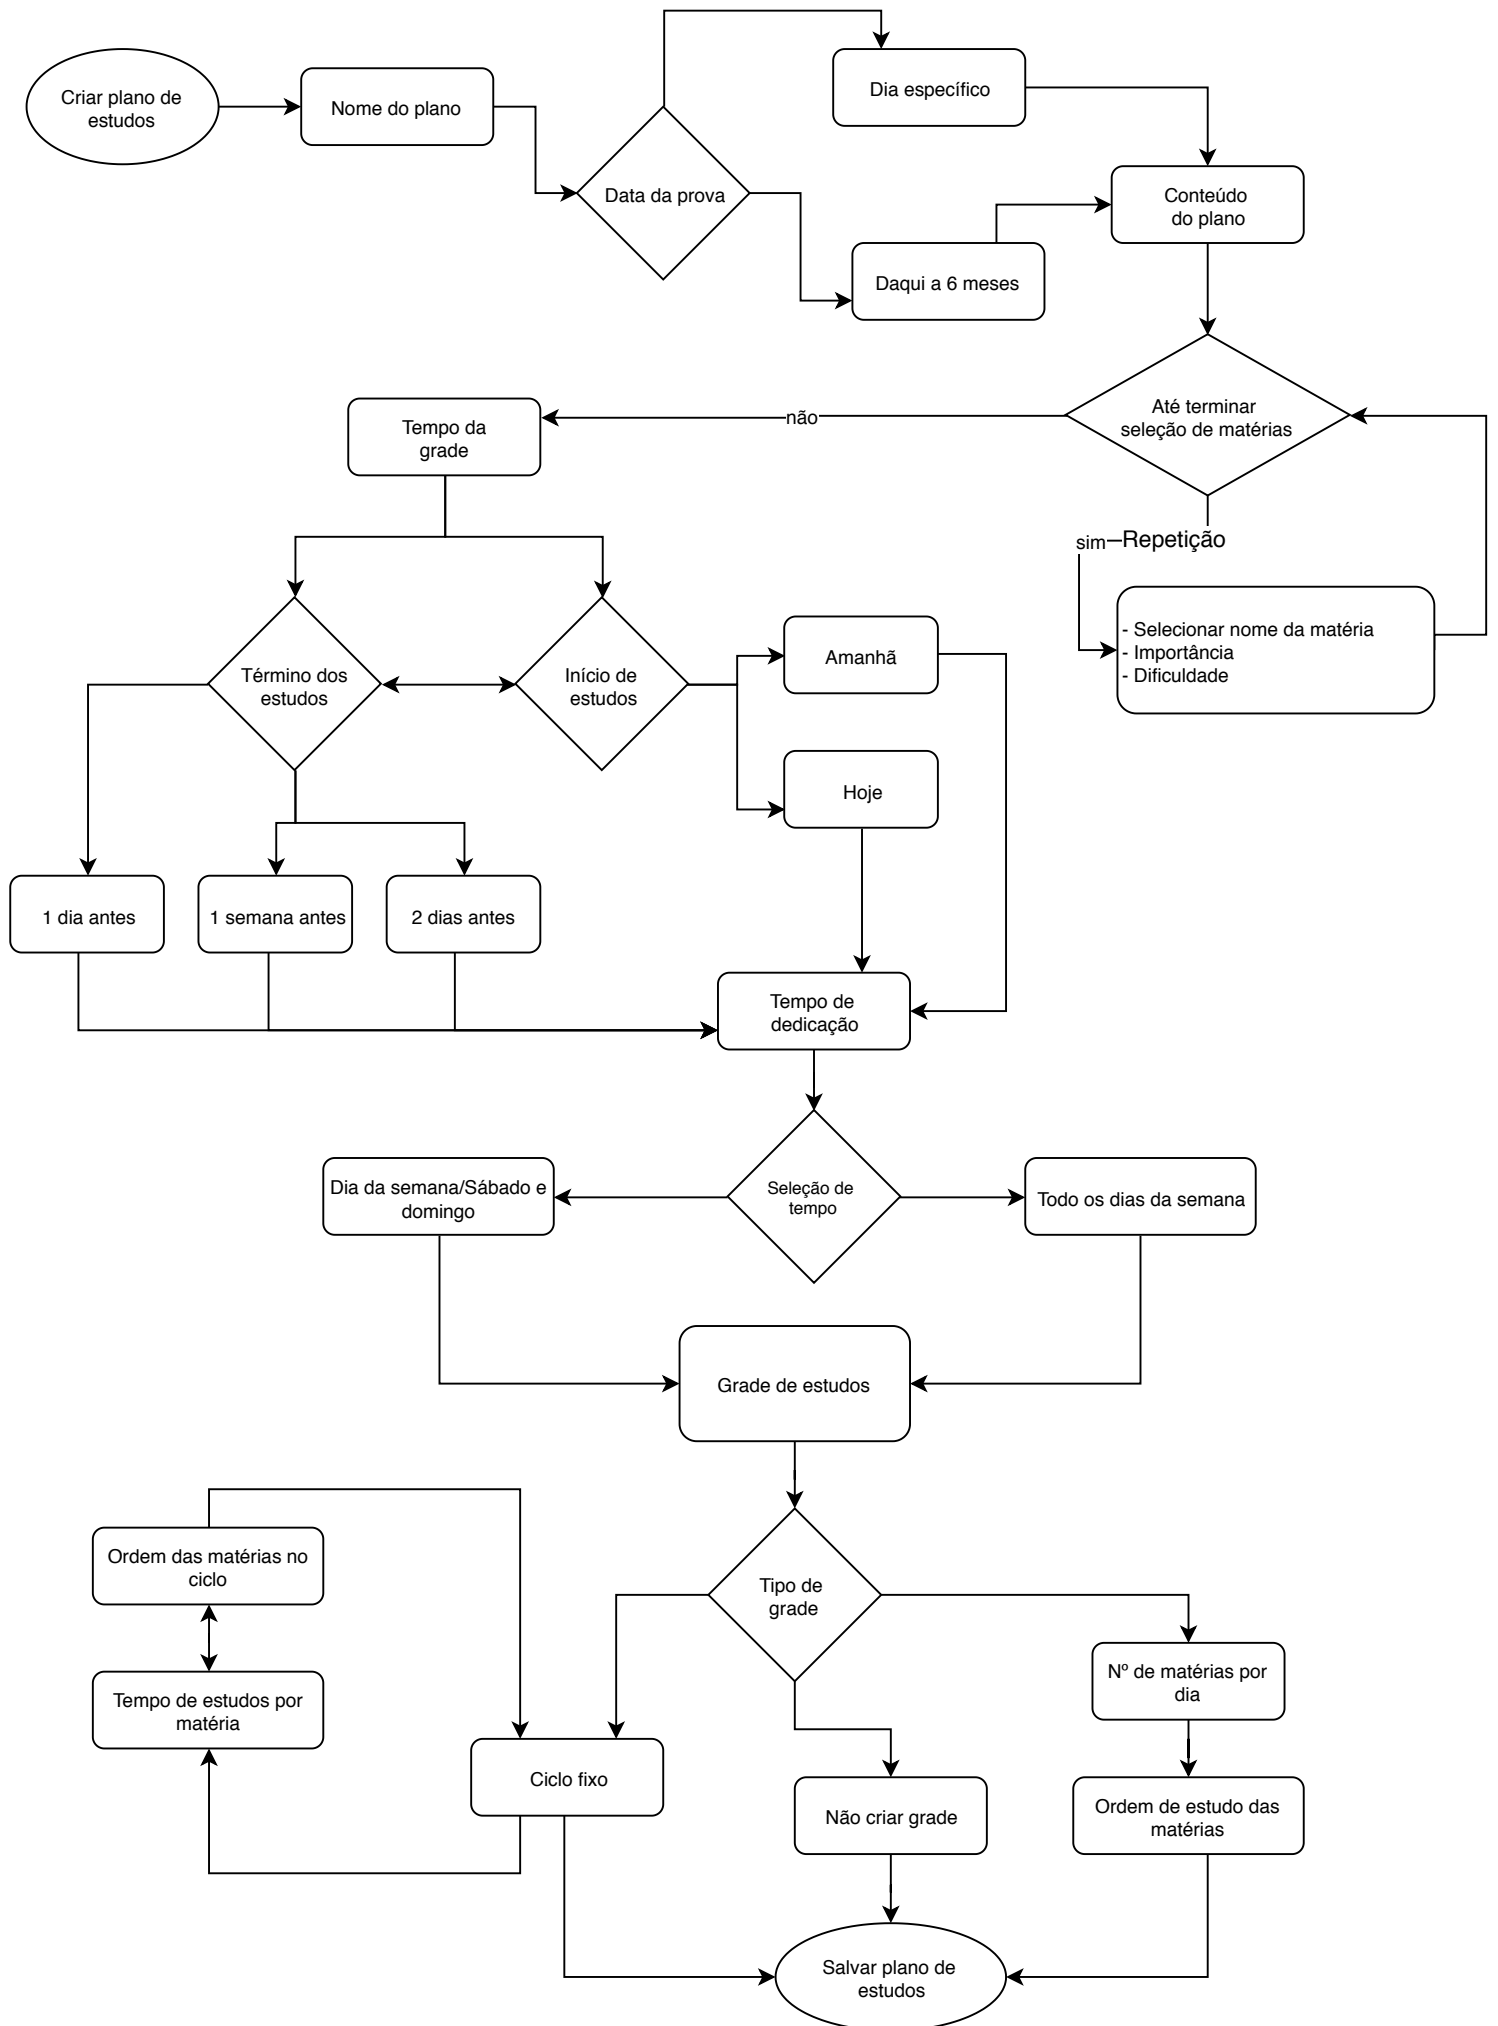 Criar plano de
estudos
Nome do plano
Data da prova
Dia específico
Daqui a 6 meses
Conteúdo
do plano
Até terminar
seleção de matérias
não
sim
Repetição
- Selecionar nome da matéria
- Importância
- Dificuldade
Tempo da
grade
Término dos
estudos
Início de
estudos
Amanhã
Hoje
1 dia antes
1 semana antes
2 dias antes
Tempo de
dedicação
Seleção de
tempo
Dia da semana/Sábado e
domingo
Todo os dias da semana
Grade de estudos
Tipo de
grade
Ordem das matérias no
ciclo
Tempo de estudos por
matéria
Ciclo fixo
Não criar grade
Nº de matérias por
dia
Ordem de estudo das
matérias
Salvar plano de
estudos